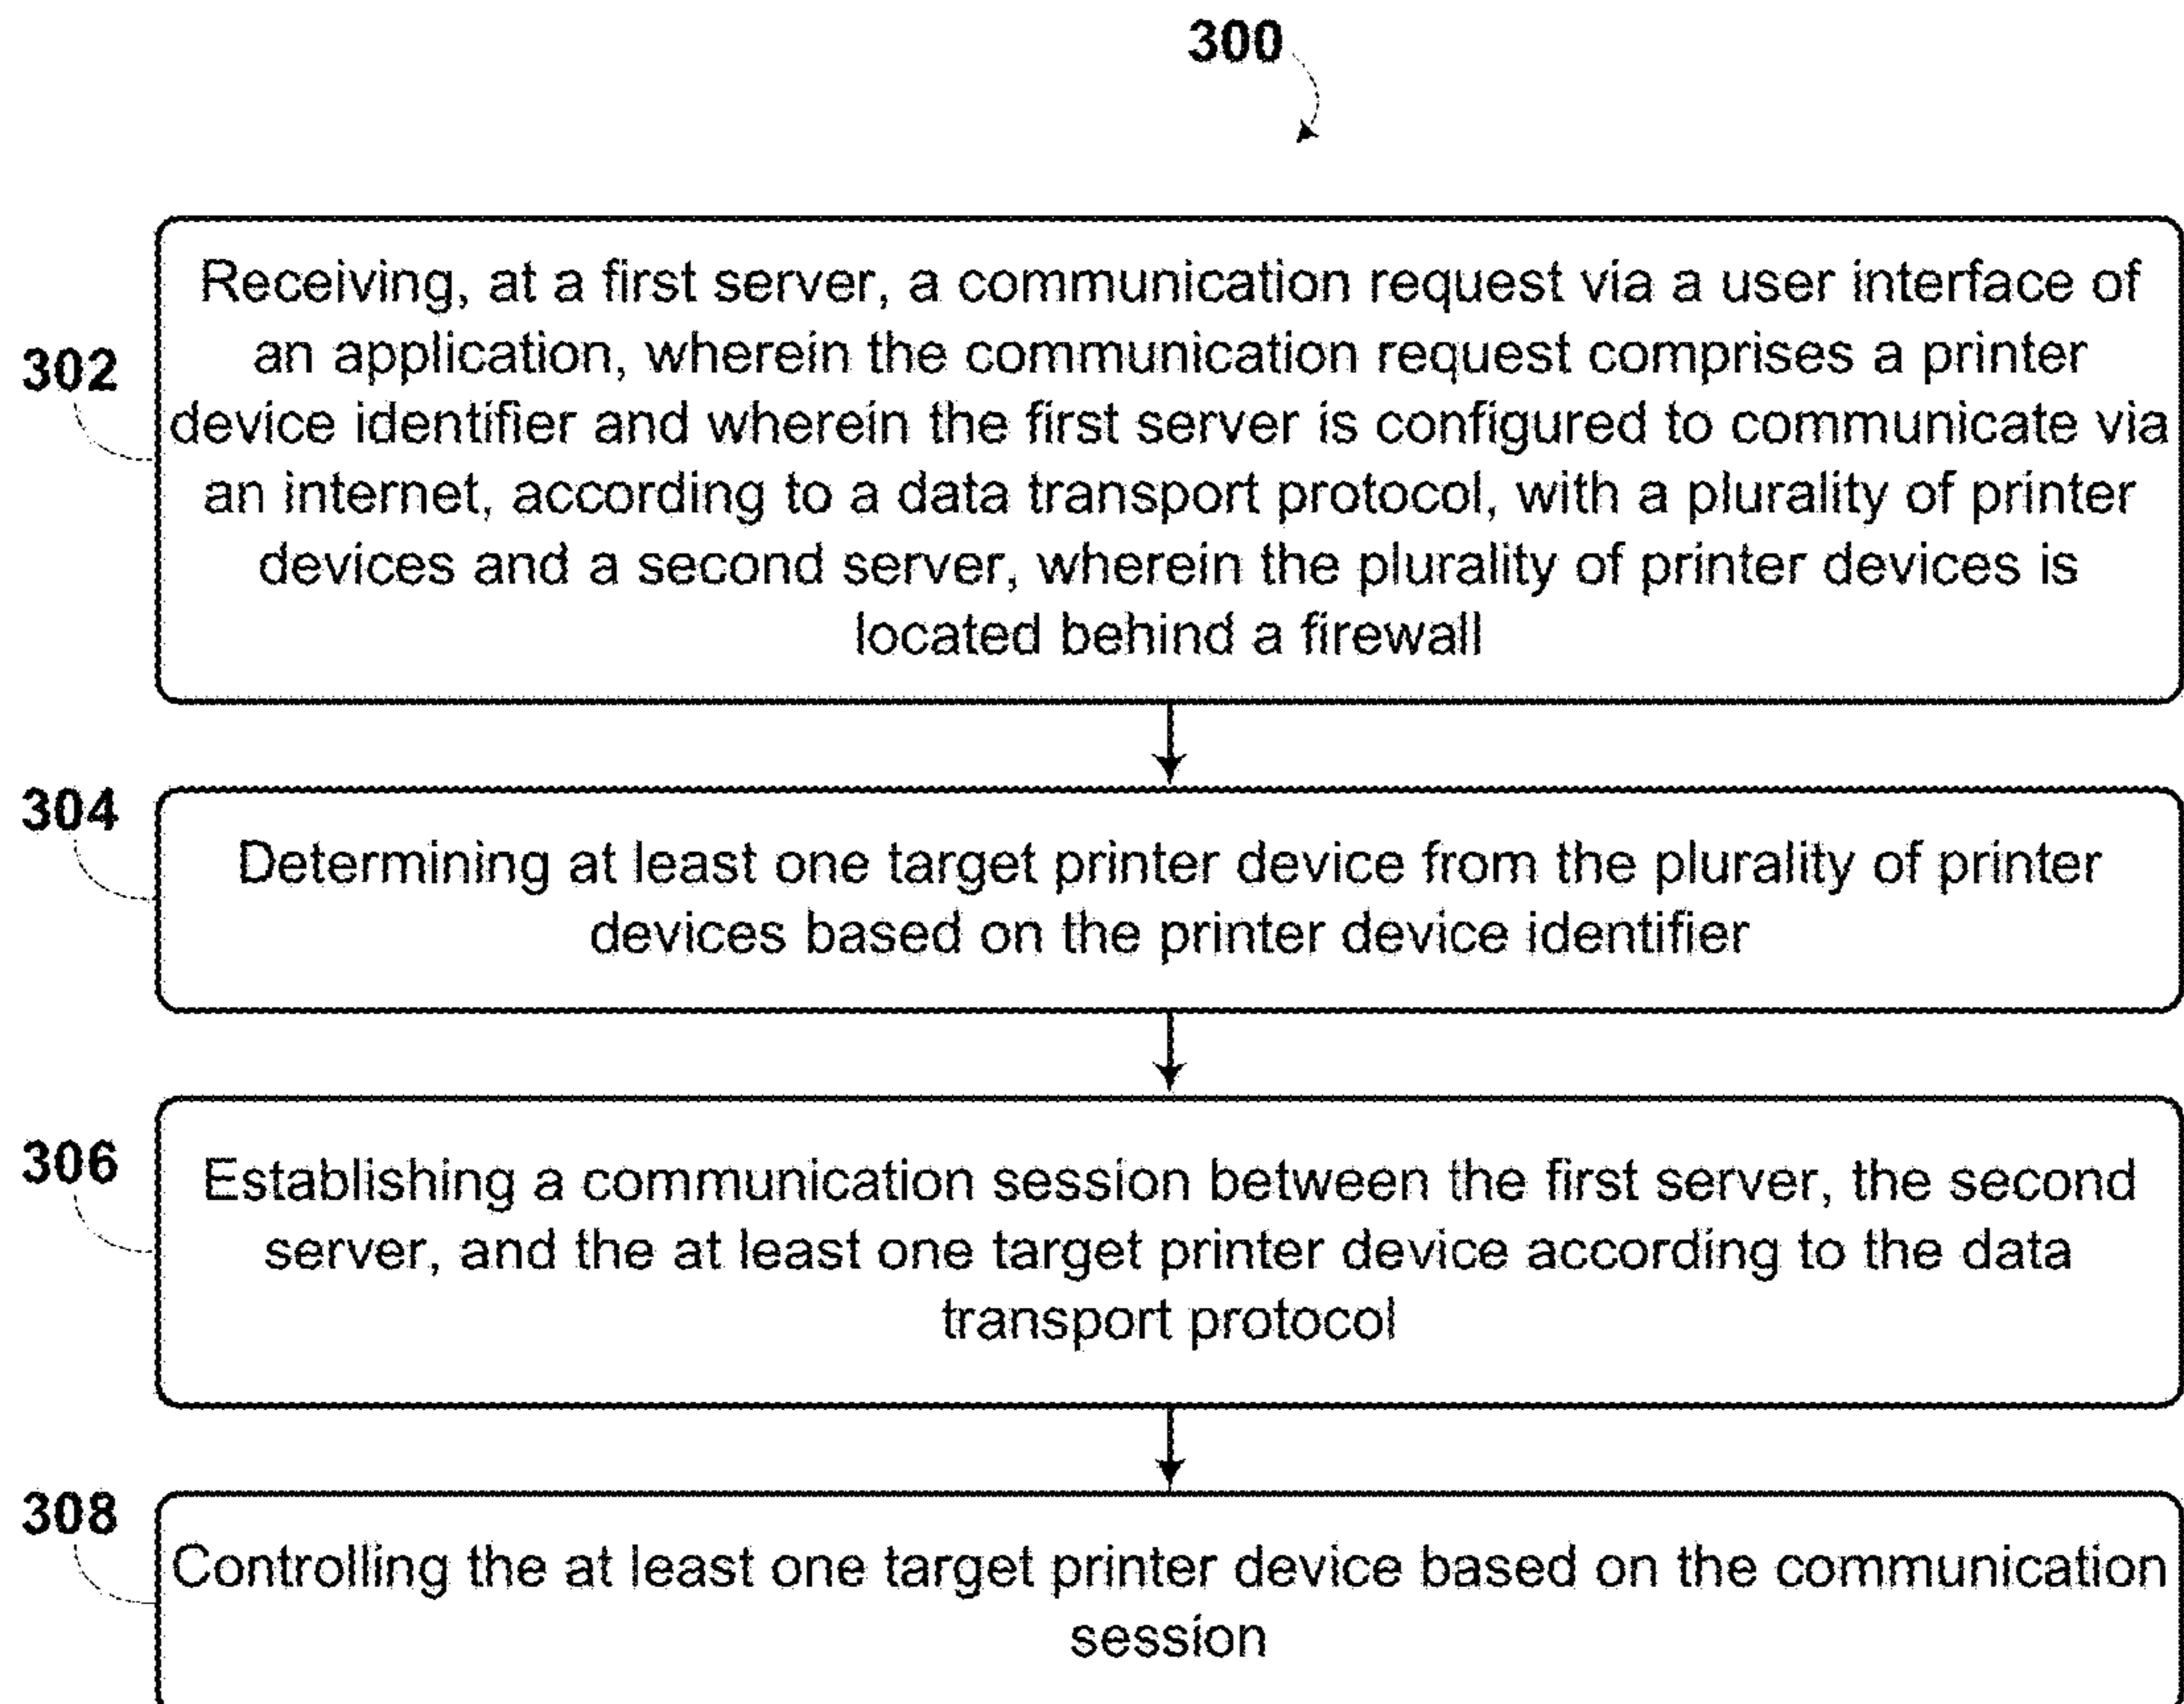 300
302
Receiving, at a first server, a communication request via a user interface of
an application, wherein the communication request comprises a printer
device identifier and wherein the first server is configured to communicate via
an internet, according to a data transport protocol, with a plurality of printer
devices and a second server, wherein the plurality of printer devices is
located behind a firewall
304
Determining at least one target printer device from the plurality of printer
devices based on the printer device identifier
306
Establishing a communication session between the first server, the second
server, and the at least one target printer device according to the data
transport protocol
308
Controlling the at least one target printer device based on the communication
session